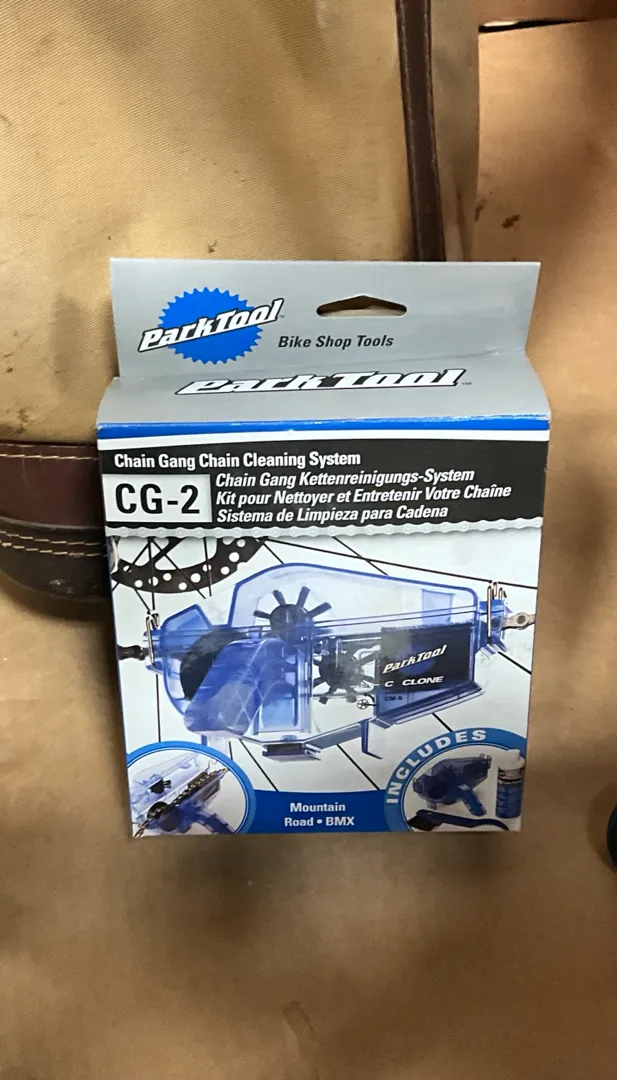 ParkTool
Bike Shop Tools
ParkTool
Chain Gang Chain Cleaning System
CG-2
Chain Gang Kettenreinigungs-System
Kit pour Nettoyer et Entretenir Votre Chaîne
Sistema de Limpieza para Cadena
ParkTool
C CLONE
INCLUDES
Mountain
Road • BMX